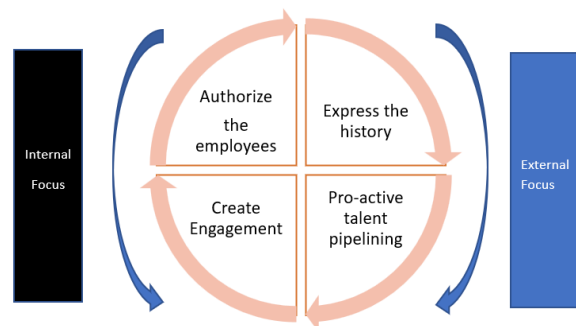 Internal
Focus
Authorize
the
employees
Express the
history
Create
Engagement
Pro-active
talent
pipelining
External
Focus